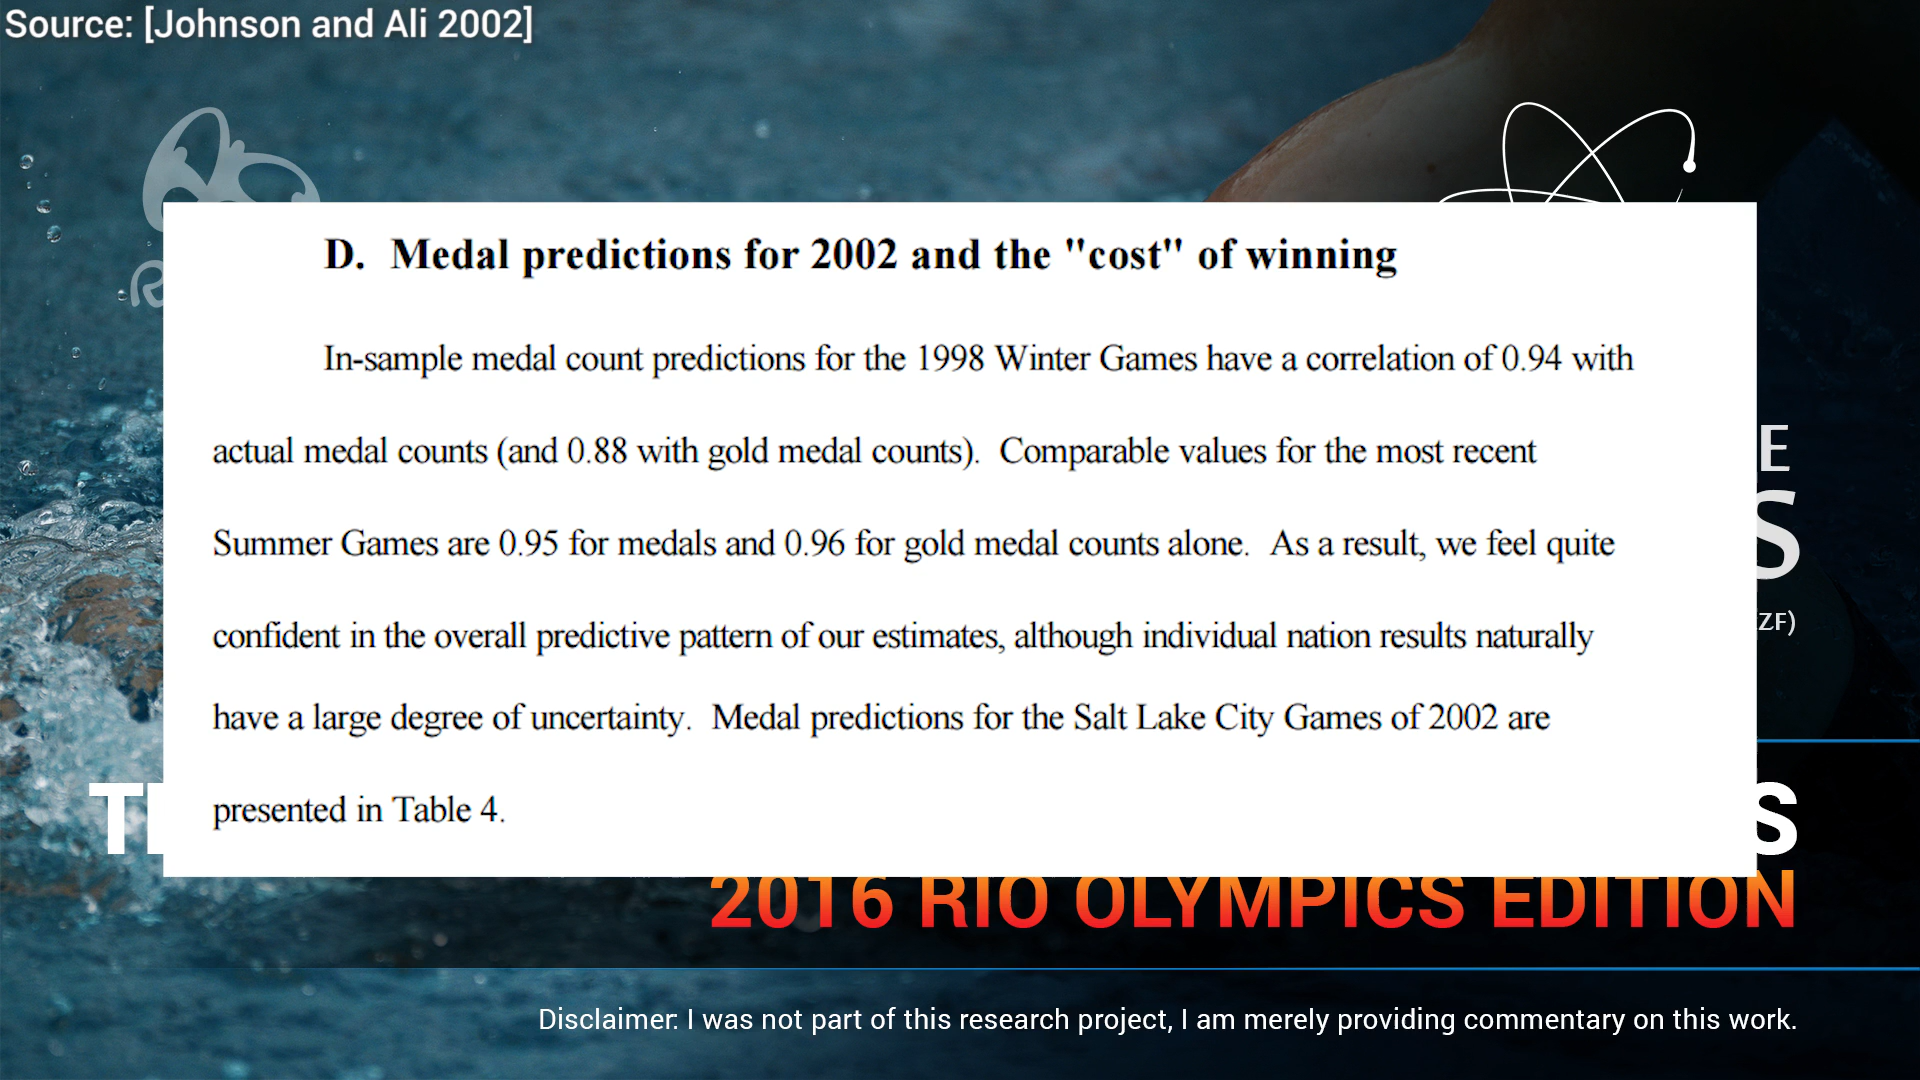 Source: [Johnson and Ali 2002]
D. Medal predictions for 2002 and the "cost" of winning
In-sample medal count predictions for the 1998 Winter Games have a correlation of 0.94 with
actual medal counts (and 0.88 with gold medal counts). Comparable values for the most recent
Summer Games are 0.95 for medals and 0.96 for gold medal counts alone. As a result, we feel quite
confident in the overall predictive pattern of our estimates, although individual nation results naturally
have a large degree of uncertainty. Medal predictions for the Salt Lake City Games of 2002 are
presented in Table 4.
2016 RIO OLYMPICS EDITION
Disclaimer: I was not part of this research project, I am merely providing commentary on this work.